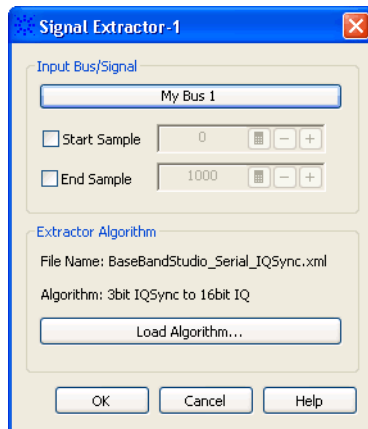 Signal Extractor-1
Input Bus/Signal
My Bus 1
Start Sample 0 - +
End Sample 1000 - +
Extractor Algorithm
File Name: BaseBandStudio_Serial_IQSync.xml
Algorithm: 3bit IQSync to 16bit IQ
Load Algorithm...
OK Cancel Help